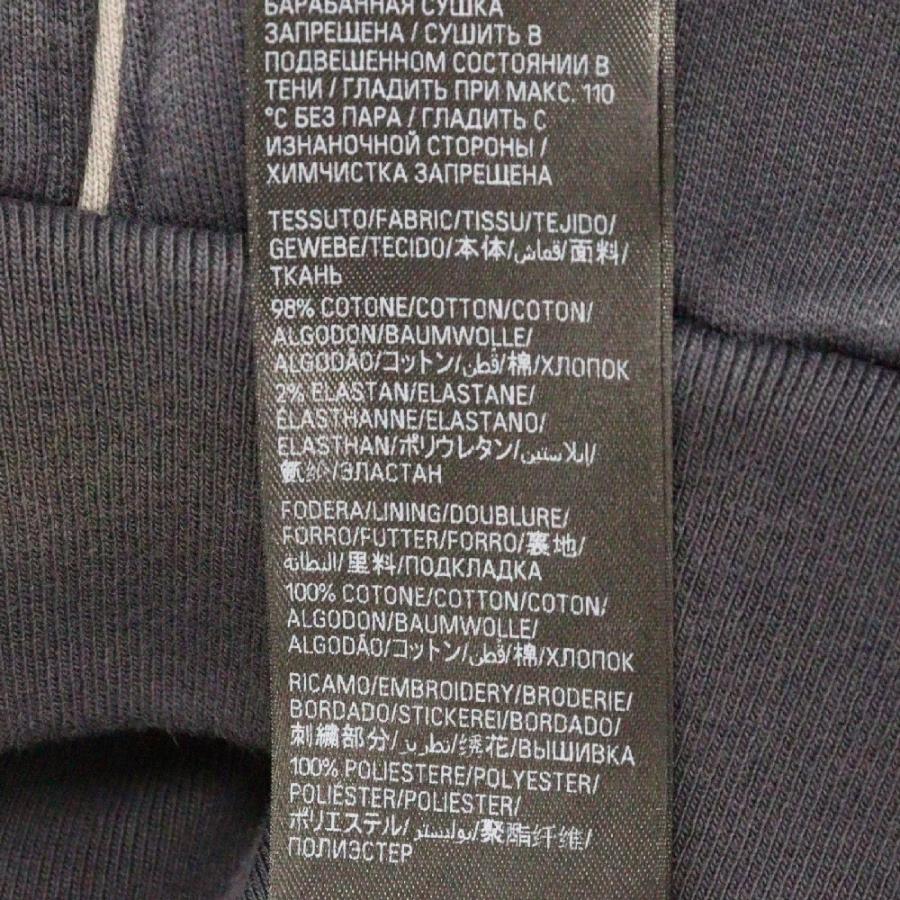 БАРАБАННАЯ СУШКА
ЗАПРЕЩЕНА / СУШИТЬ В
ПОДВЕШЕННОМ СОСТОЯНИИ В
ТЕНИ / ГЛАДИТЬ ПРИ МАКС. 110
°C БЕЗ ПАРА / ГЛАДИТЬ С
ИЗНАНОЧНОЙ СТОРОНЫ /
ХИМЧИСТКА ЗАПРЕЩЕНА
TESSUTO/FABRIC/TISSU/TEJIDO/
GEWEBE/TECIDO/本体/قماش/面料/
ТКАНЬ
98% COTONE/COTTON/COTON/
ALGODON/BAUMWOLLE/
ALGODÃO/コットン/قطن/棉/ХЛОПОК
2% ELASTAN/ELASTANE/
ÉLASTHANNE/ELASTANO/
ELASTHAN/ポリウレタン/إيلاستين/
氨纶/ЭЛАСТАН
FODERA/LINING/DOUBLURE/
FORRO/FUTTER/FORRO/裏地/
البطانة/里料/ПОДКЛАДКА
100% COTONE/COTTON/COTON/
ALGODON/BAUMWOLLE/
ALGODÃO/コットン/قطن/棉/ХЛОПОК
RICAMO/EMBROIDERY/BRODERIE/
BORDADO/STICKEREI/BORDADO/
刺繍部分/تطريز/绣花/ВЫШИВКА
100% POLIESTERE/POLYESTER/
POLIÉSTER/POLIESTER/
ポリエステル/بوليستر/聚酯纤维/
ПОЛИЭСТЕР